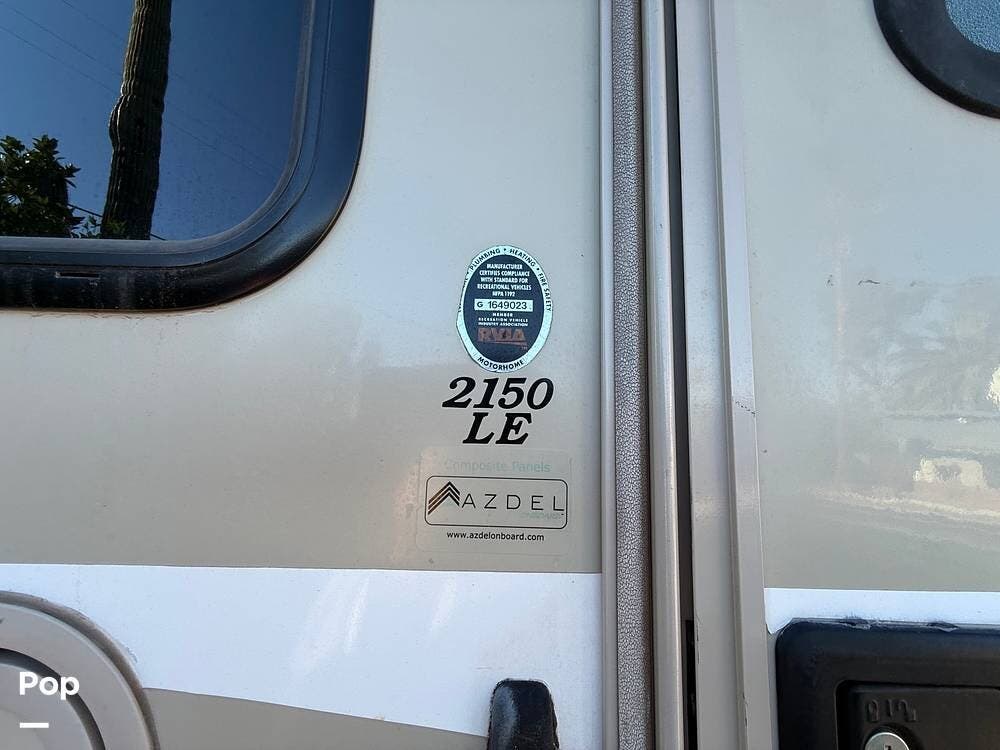 PLUMBING • HEATING • FIRE SAFETY
MANUFACTURER
CERTIFIES COMPLIANCE
WITH STANDARD FOR
RECREATIONAL VEHICLES
NFPA 1192
G 1649023
MEMBER
RECREATION VEHICLE
INDUSTRY ASSOCIATION
RVIA
MOTORHOME
2150
LE
Composite Panels
AZDEL
www.azdelonboard.com
Pop